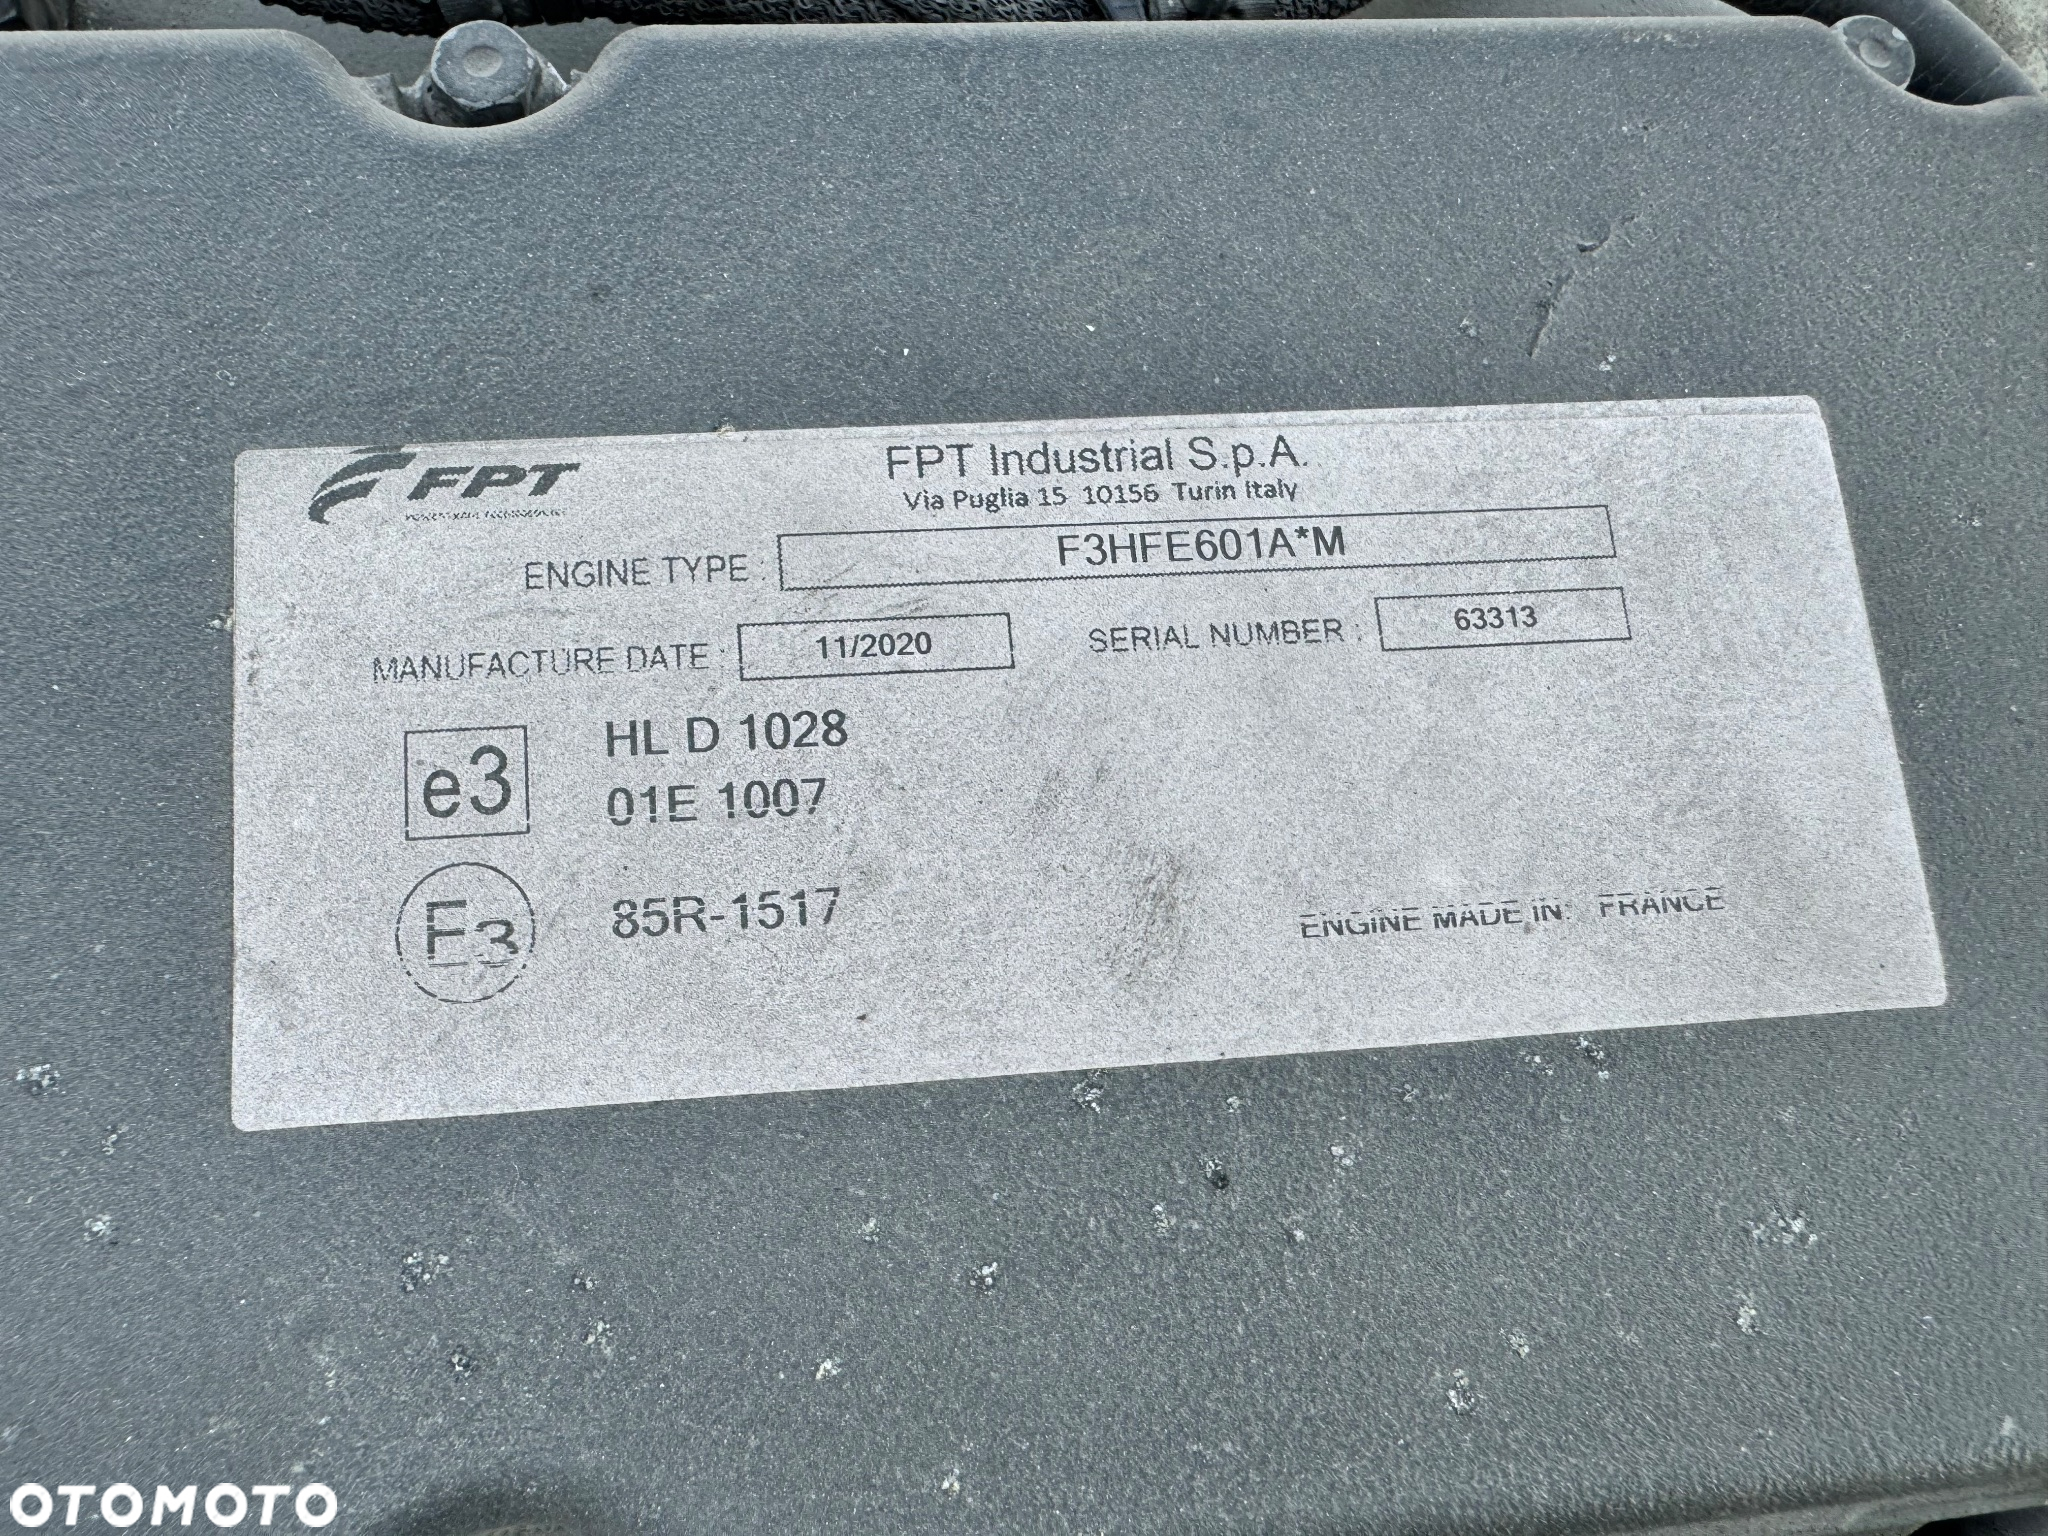 FPT
FPT Industrial S.p.A.
Via Puglia 15 10156 Turin Italy
ENGINE TYPE : F3HFE601A*M
MANUFACTURE DATE : 11/2020 SERIAL NUMBER : 63313
e3 HL D 1028
01E 1007
E3 85R-1517
ENGINE MADE IN: FRANCE
OTOMOTO